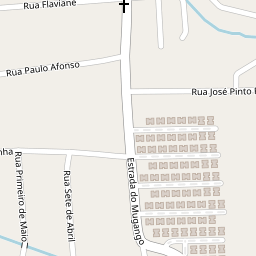 Rua Flaviane
Rua Paulo Afonso
Rua José Pinto
Rua Primeiro de Maio
Rua Sete de Abril
Estrada do Mugango